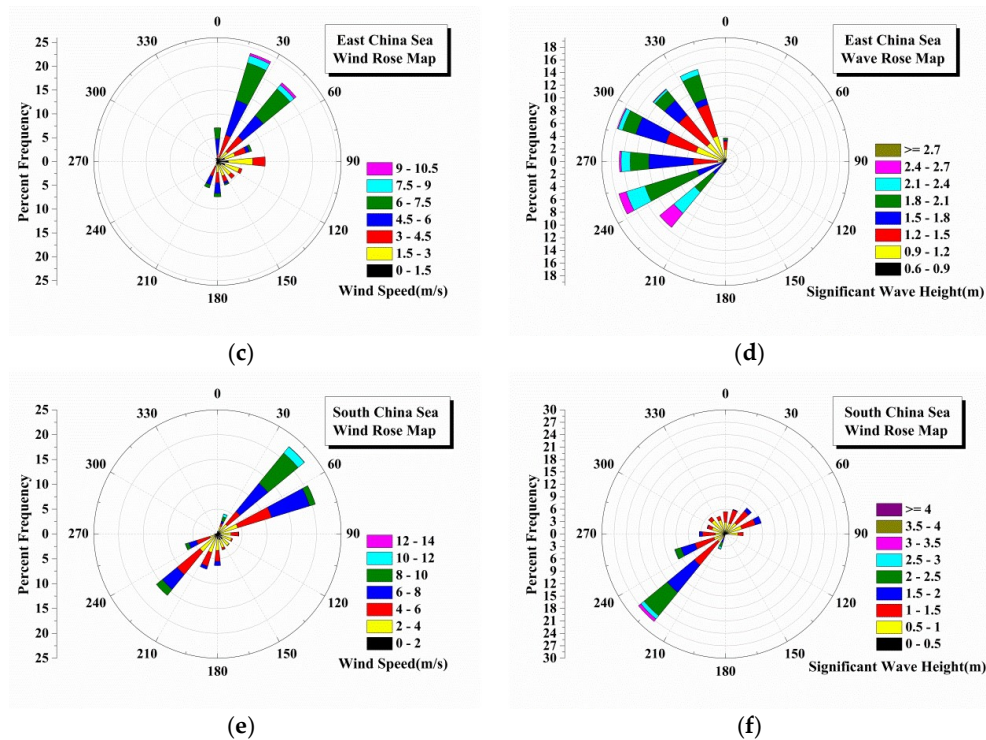 0
330
30
East China Sea
Wind Rose Map
300
60
270
90
240
120
210
150
180
25
20
15
10
5
0
5
10
15
20
25
Percent Frequency
Percent Frequency
9 - 10.5
7.5 - 9
6 - 7.5
4.5 - 6
3 - 4.5
1.5 - 3
0 - 1.5
Wind Speed(m/s)
(c)
0
330
30
East China Sea
Wave Rose Map
300
60
270
90
240
120
210
150
180
18
16
14
12
10
8
6
4
2
0
2
4
6
8
10
12
14
16
18
Percent Frequency
Percent Frequency
>= 2.7
2.4 - 2.7
2.1 - 2.4
1.8 - 2.1
1.5 - 1.8
1.2 - 1.5
0.9 - 1.2
0.6 - 0.9
Significant Wave Height(m)
(d)
0
330
30
South China Sea
Wind Rose Map
300
60
270
90
240
120
210
150
180
25
20
15
10
5
0
5
10
15
20
25
Percent Frequency
Percent Frequency
12 - 14
10 - 12
8 - 10
6 - 8
4 - 6
2 - 4
0 - 2
Wind Speed(m/s)
(e)
0
330
30
South China Sea
Wind Rose Map
300
60
270
90
240
120
210
150
180
30
27
24
21
18
15
12
9
6
3
0
3
6
9
12
15
18
21
24
27
30
Percent Frequency
Percent Frequency
>= 4
3.5 - 4
3 - 3.5
2.5 - 3
2 - 2.5
1.5 - 2
1 - 1.5
0.5 - 1
0 - 0.5
Significant Wave Height(m)
(f)